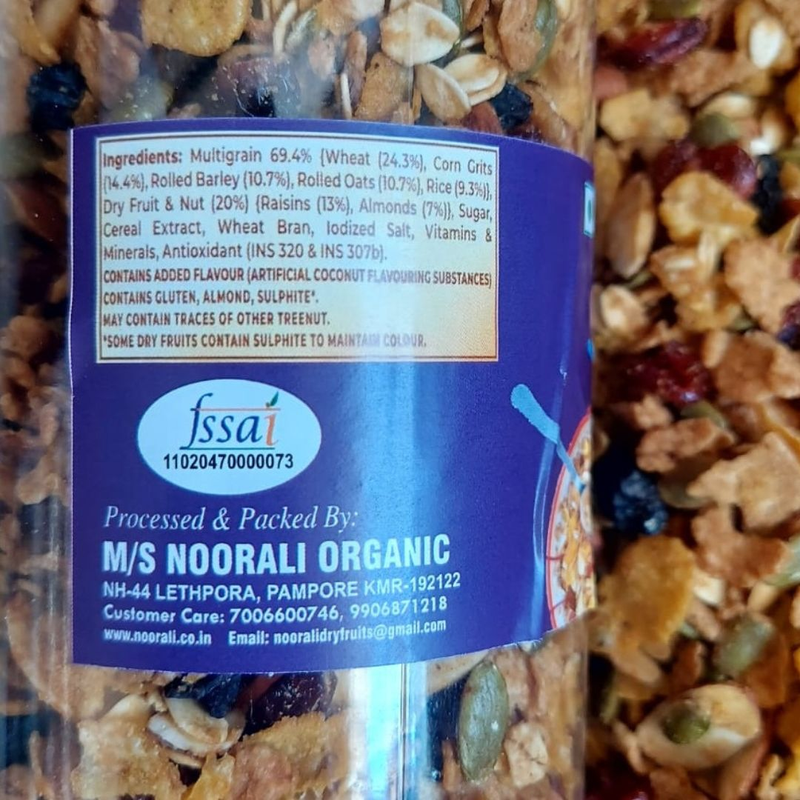 Ingredients: Multigrain 69.4% {Wheat (24.3%), Corn Grits
(14.4%), Rolled Barley (10.7%), Rolled Oats (10.7%), Rice (9.3%)},
Dry Fruit & Nut (20%) {Raisins (13%), Almonds (7%)}, Sugar,
Cereal Extract, Wheat Bran, Iodized Salt, Vitamins &
Minerals, Antioxidant (INS 320 & INS 307b).
CONTAINS ADDED FLAVOUR (ARTIFICIAL COCONUT FLAVOURING SUBSTANCES)
CONTAINS GLUTEN, ALMOND, SULPHITE*.
MAY CONTAIN TRACES OF OTHER TREENUT.
*SOME DRY FRUITS CONTAIN SULPHITE TO MAINTAIN COLOUR.
fssai
11020470000073
Processed & Packed By:
M/S NOORALI ORGANIC
NH-44 LETHPORA, PAMPORE KMR-192122
Customer Care: 7006600746, 9906871218
www.noorali.co.in Email: nooralidryfruits@gmail.com